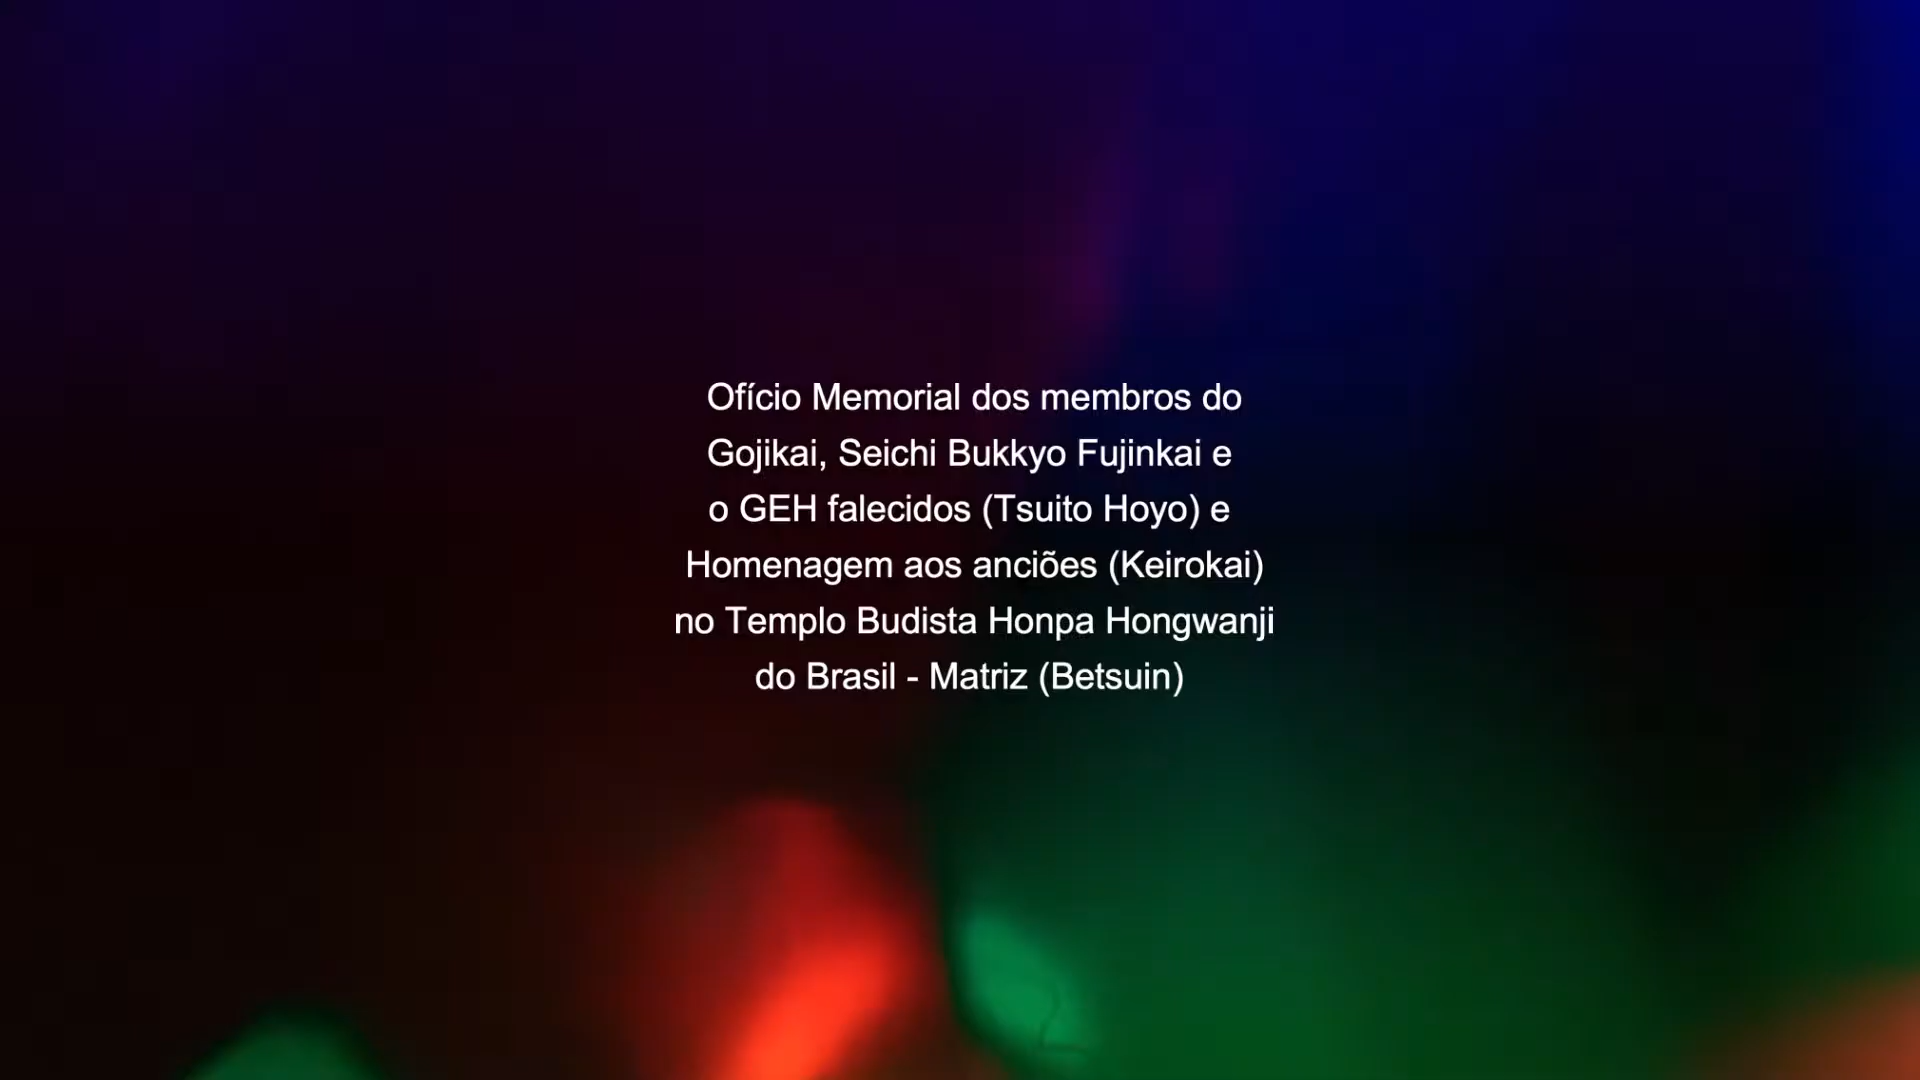 Ofício Memorial dos membros do
Gojikai, Seichi Bukkyo Fujinkai e
o GEH falecidos (Tsuito Hoyo) e
Homenagem aos anciões (Keirokai)
no Templo Budista Honpa Hongwanji
do Brasil - Matriz (Betsuin)